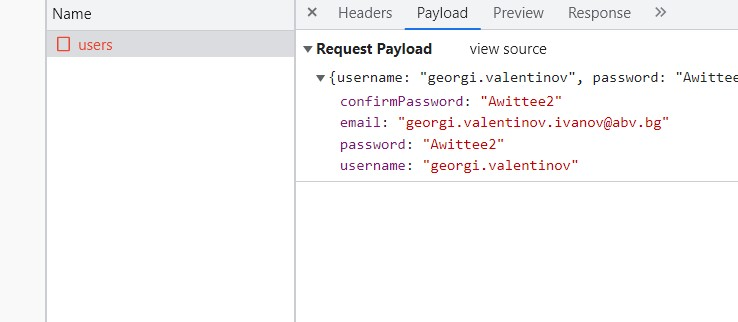 Name
× Headers Payload Preview Response »
users
▼ Request Payload view source
▼ {username: "georgi.valentinov", password: "Awittee
confirmPassword: "Awittee2"
email: "georgi.valentinov.ivanov@abv.bg"
password: "Awittee2"
username: "georgi.valentinov"